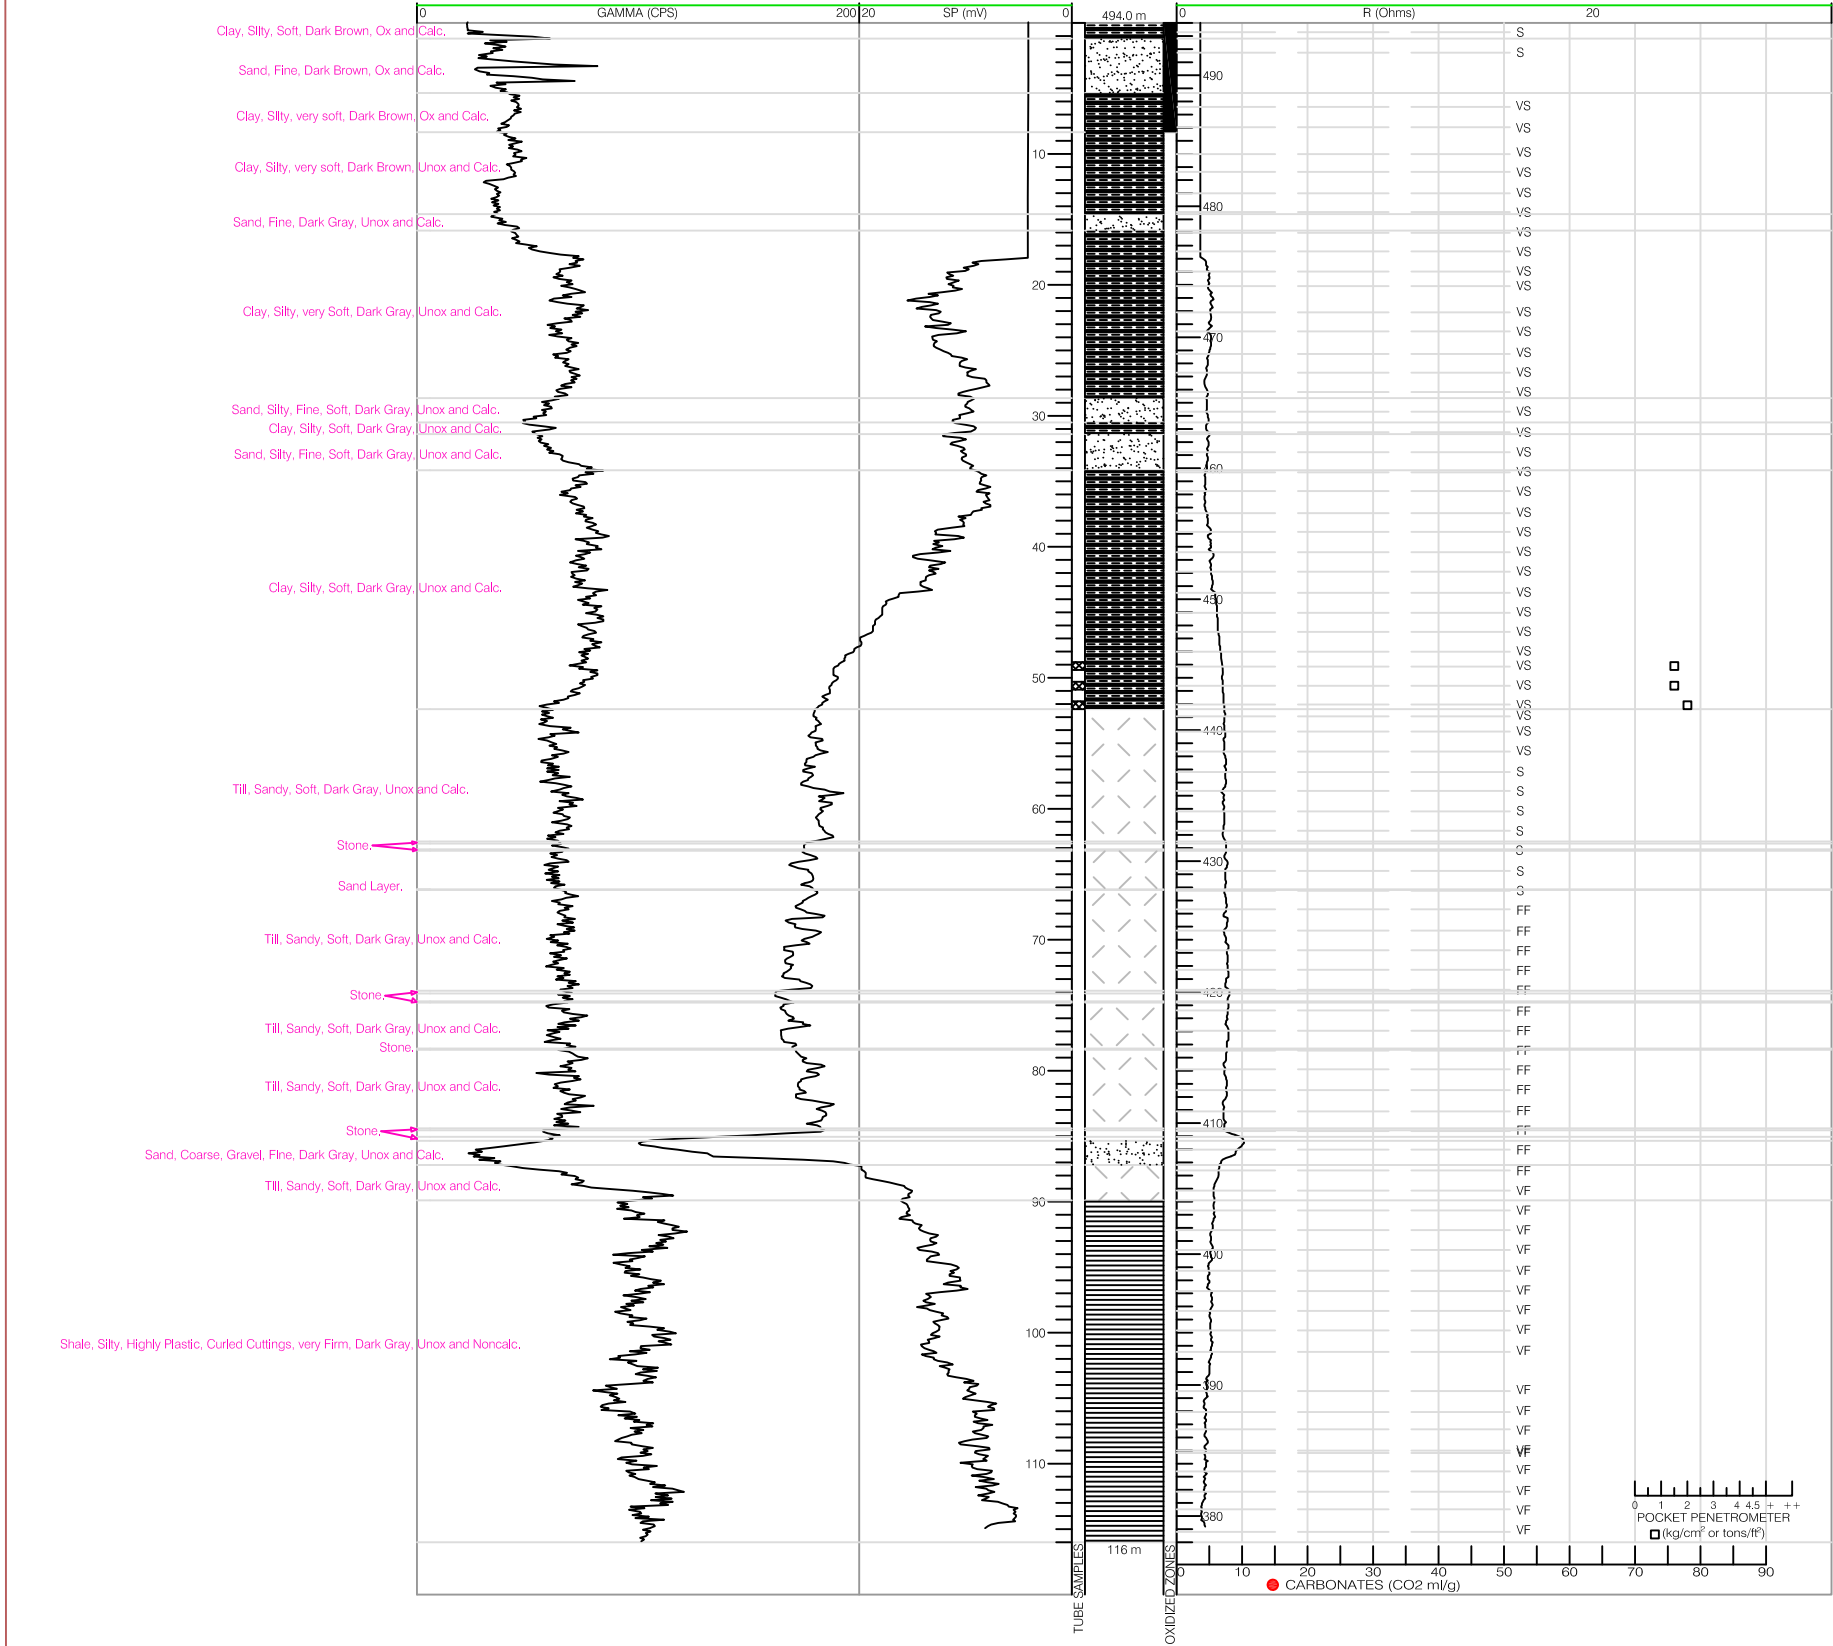 0 GAMMA (CPS) 200 20 SP (mV) 0 494.0 m 0 R (Ohms) 20
Clay, Silty, Soft, Dark Brown, Ox and Calc. S
S
Sand, Fine, Dark Brown, Ox and Calc. 490
VS
Clay, Silty, very soft, Dark Brown, Ox and Calc.
VS
10 VS
Clay, Silty, very soft, Dark Brown, Unox and Calc. VS
VS
480 VS
Sand, Fine, Dark Gray, Unox and Calc. VS
VS
VS
20 VS
Clay, Silty, very Soft, Dark Gray, Unox and Calc. VS
470 VS
VS
VS
VS
Sand, Silty, Fine, Soft, Dark Gray, Unox and Calc. 30 VS
Clay, Silty, Soft, Dark Gray, Unox and Calc. VS
Sand, Silty, Fine, Soft, Dark Gray, Unox and Calc. VS
460 VS
VS
VS
VS
40 VS
VS
Clay, Silty, Soft, Dark Gray, Unox and Calc. 450 VS
VS
VS
VS
VS
50 VS
VS
VS
440 VS
VS
S
Till, Sandy, Soft, Dark Gray, Unox and Calc. S
60 S
S
Stone. S
430 S
Sand Layer. S
FF
FF
Till, Sandy, Soft, Dark Gray, Unox and Calc. 70 FF
FF
Stone. 420 FF
FF
Till, Sandy, Soft, Dark Gray, Unox and Calc. FF
Stone. FF
80 FF
Till, Sandy, Soft, Dark Gray, Unox and Calc. FF
FF
Stone. 410 FF
Sand, Coarse, Gravel, Fine, Dark Gray, Unox and Calc. FF
FF
Till, Sandy, Soft, Dark Gray, Unox and Calc. VF
90 VF
VF
400 VF
VF
VF
VF
100 VF
Shale, Silty, Highly Plastic, Curled Cuttings, very Firm, Dark Gray, Unox and Noncalc. VF
390 VF
VF
VF
VF
VF
110 VF
VF
380 VF
VF
0 1 2 3 4 4.5 + ++
POCKET PENETROMETER
(kg/cm² or tons/ft²)
116 m
TUBE SAMPLES
OXIDIZED ZONES
0 10 20 30 40 50 60 70 80 90
CARBONATES (CO2 ml/g)